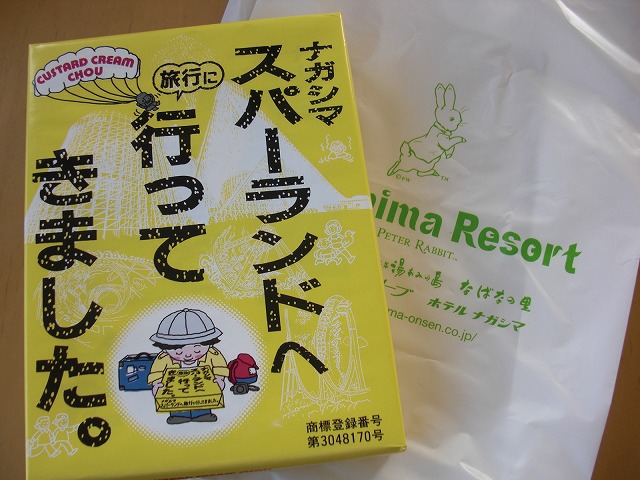 CUSTARD CREAM
CHOU
ナガシマ
スパーランドへ
旅行に
行って
きました。
商標登録番号
第3048170号
ima Resort
PETER RABBIT™
なばなの里
ホテル ナガシマ
ma-onsen.co.jp/